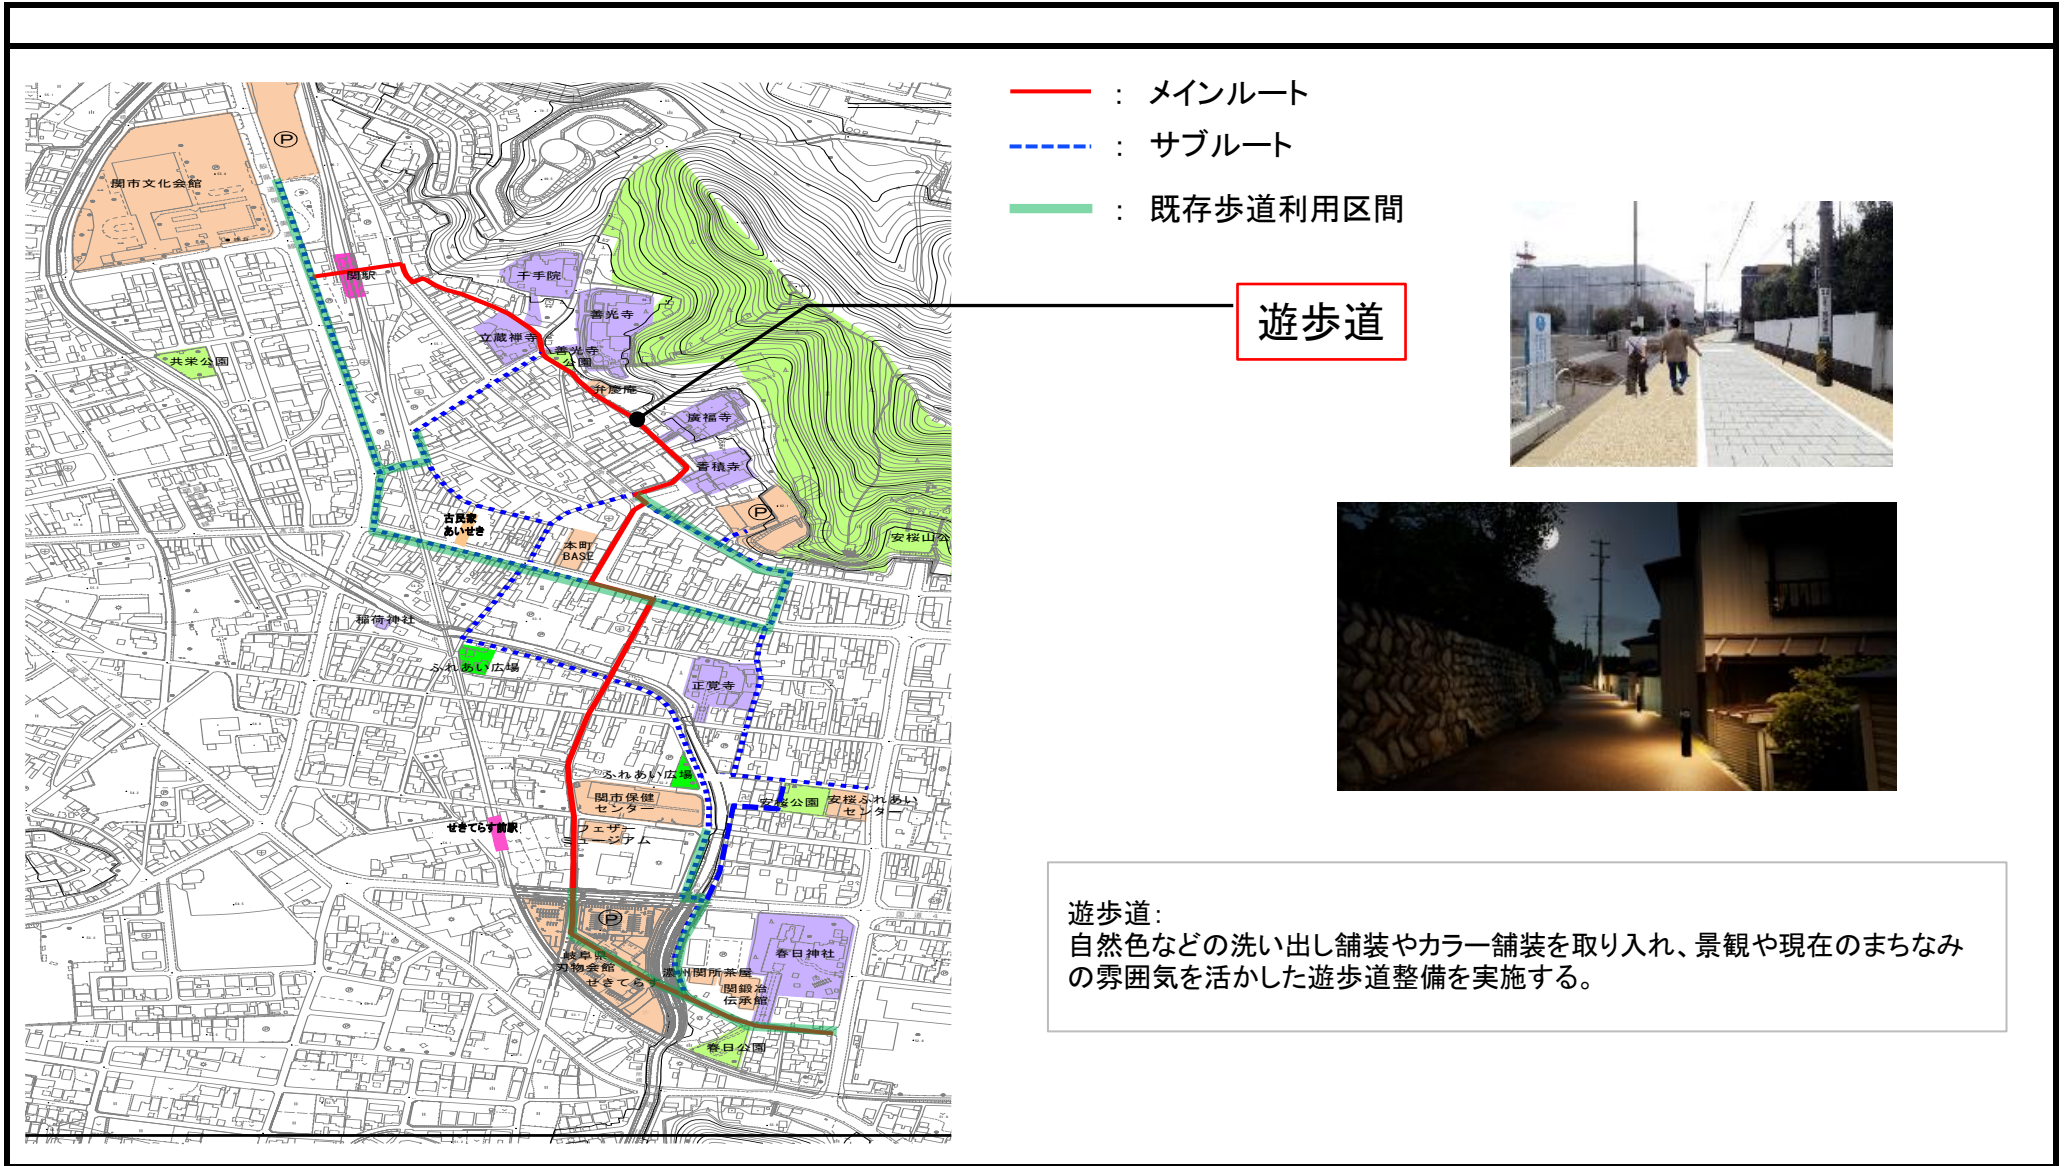 ： メインルート
： サブルート
： 既存歩道利用区間
遊歩道
関市文化会館
P
関駅
千手院
善光寺
立蔵禅寺
善光寺
公園
共栄公園
弁慶庵
廣福寺
香積寺
P
安桜山公
古民家
あいせき
本町
BASE
稲荷神社
ふれあい広場
正覚寺
ふれあい広場
関市保健
センター
安桜公園
安桜ふれあい
センター
せきてらす前駅
フェザー
ミュージアム
P
岐阜県
刃物会館
せきてらす
濃州関所茶屋
春日神社
関鍛冶
伝承館
春日公園
遊歩道：
自然色などの洗い出し舗装やカラー舗装を取り入れ、景観や現在のまちなみ
の雰囲気を活かした遊歩道整備を実施する。